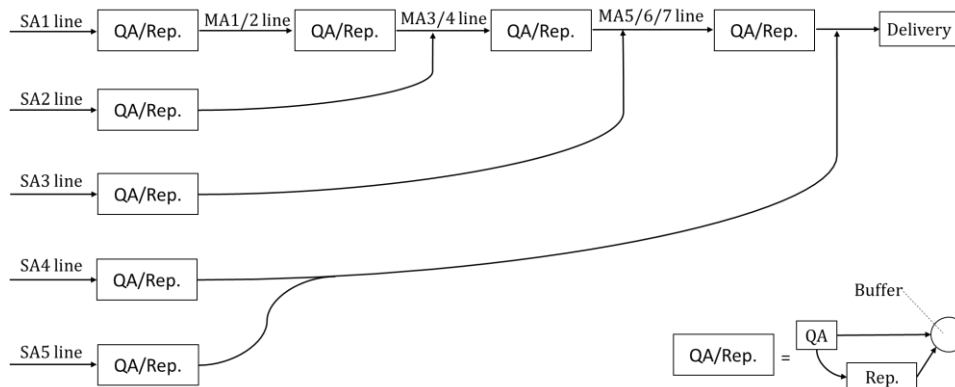 SA1 line
QA/Rep.
MA1/2 line
QA/Rep.
MA3/4 line
QA/Rep.
MA5/6/7 line
QA/Rep.
Delivery
SA2 line
QA/Rep.
SA3 line
QA/Rep.
SA4 line
QA/Rep.
SA5 line
QA/Rep.
Buffer
QA/Rep.
=
QA
Rep.